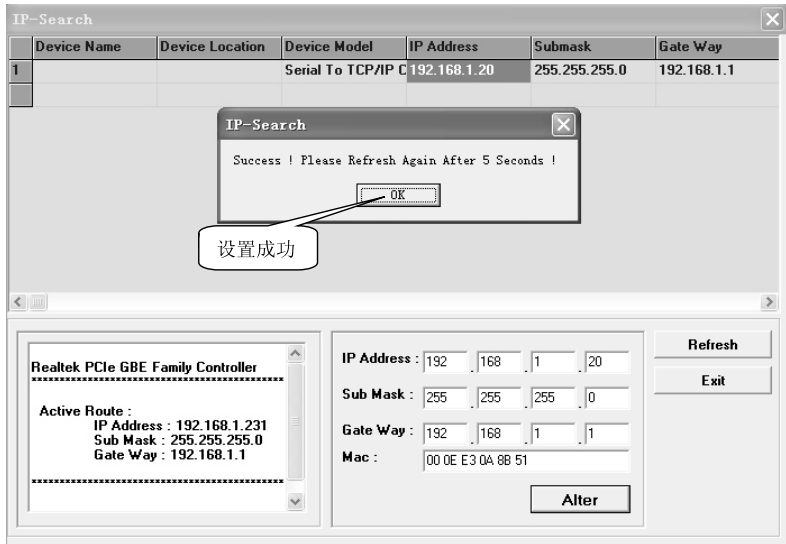 IP-Search
Device Name Device Location Device Model IP Address Submask Gate Way
1 Serial To TCP/IP C 192.168.1.20 255.255.255.0 192.168.1.1
IP-Search
Success ! Please Refresh Again After 5 Seconds !
OK
设置成功
Realtek PCIe GBE Family Controller
****************************************
Active Route :
IP Address : 192.168.1.231
Sub Mask : 255.255.255.0
Gate Way : 192.168.1.1
****************************************
IP Address : 192 . 168 . 1 . 20
Sub Mask : 255 . 255 . 255 . 0
Gate Way : 192 . 168 . 1 . 1
Mac : 00 0E E3 0A 8B 51
Alter
Refresh
Exit